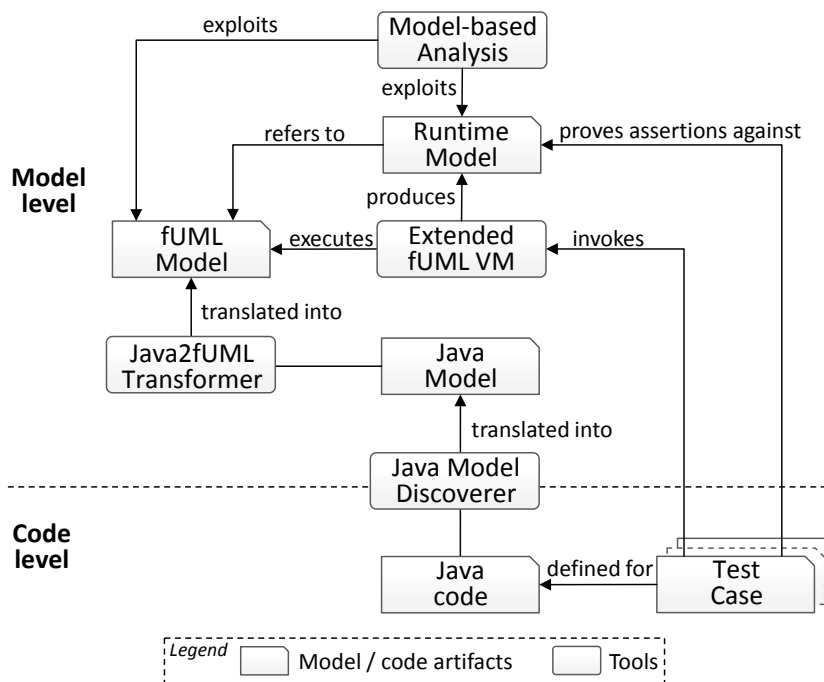 exploits
Model-based
Analysis
exploits
refers to
Runtime
Model
proves assertions against
Model
level
produces
fUML
Model
executes
Extended
fUML VM
invokes
translated into
Java2fUML
Transformer
Java
Model
translated into
Java Model
Discoverer
Code
level
Java
code
defined for
Test
Case
Legend
Model / code artifacts
Tools